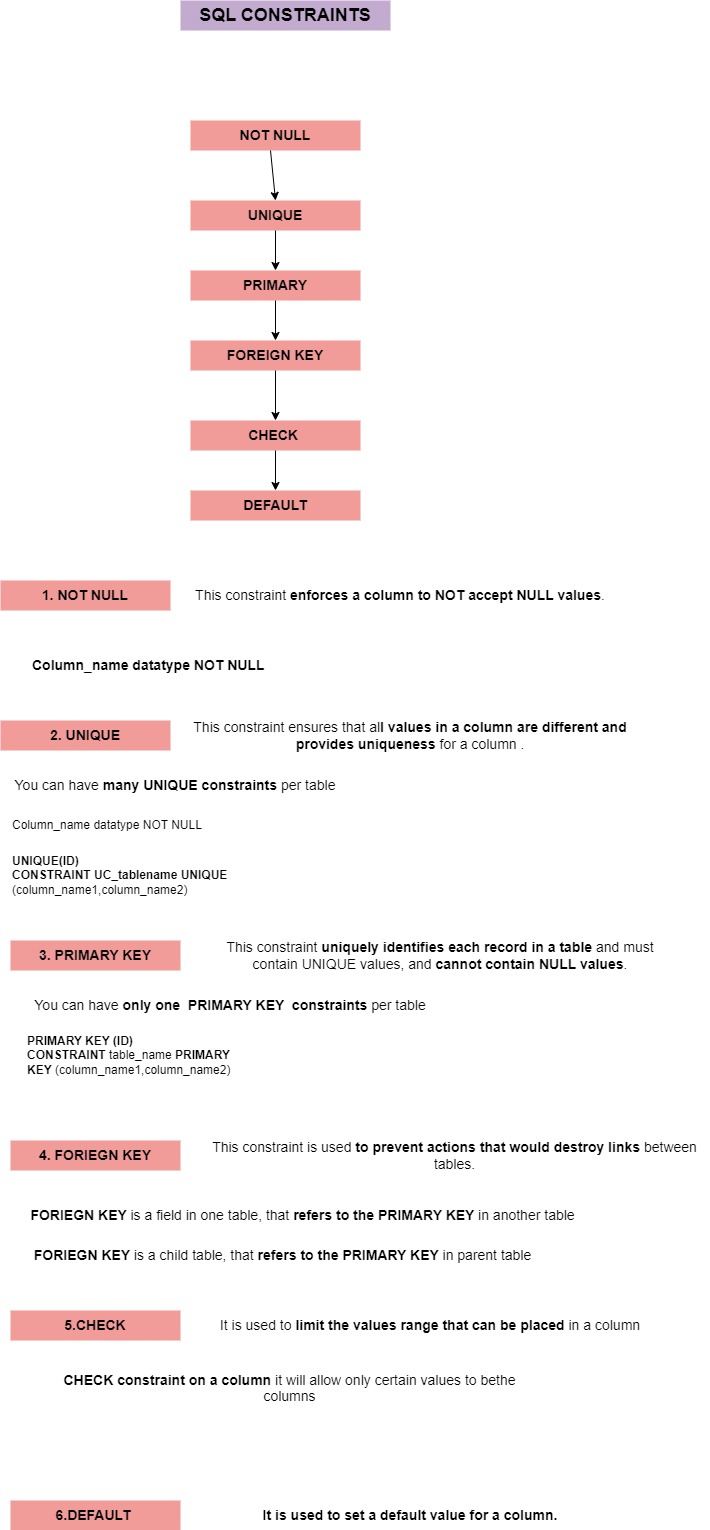 SQL CONSTRAINTS
NOT NULL
UNIQUE
PRIMARY
FOREIGN KEY
CHECK
DEFAULT
1. NOT NULL
This constraint enforces a column to NOT accept NULL values.
Column_name datatype NOT NULL
2. UNIQUE
This constraint ensures that all values in a column are different and
provides uniqueness for a column .
You can have many UNIQUE constraints per table
Column_name datatype NOT NULL
UNIQUE(ID)
CONSTRAINT UC_tablename UNIQUE
(column_name1,column_name2)
3. PRIMARY KEY
This constraint uniquely identifies each record in a table and must
contain UNIQUE values, and cannot contain NULL values.
You can have only one  PRIMARY KEY  constraints per table
PRIMARY KEY (ID)
CONSTRAINT table_name PRIMARY
KEY (column_name1,column_name2)
4. FORIEGN KEY
This constraint is used to prevent actions that would destroy links between
tables.
FORIEGN KEY is a field in one table, that refers to the PRIMARY KEY in another table
FORIEGN KEY is a child table, that refers to the PRIMARY KEY in parent table
5.CHECK
It is used to limit the values range that can be placed in a column
CHECK constraint on a column it will allow only certain values to bethe
columns
6.DEFAULT
It is used to set a default value for a column.